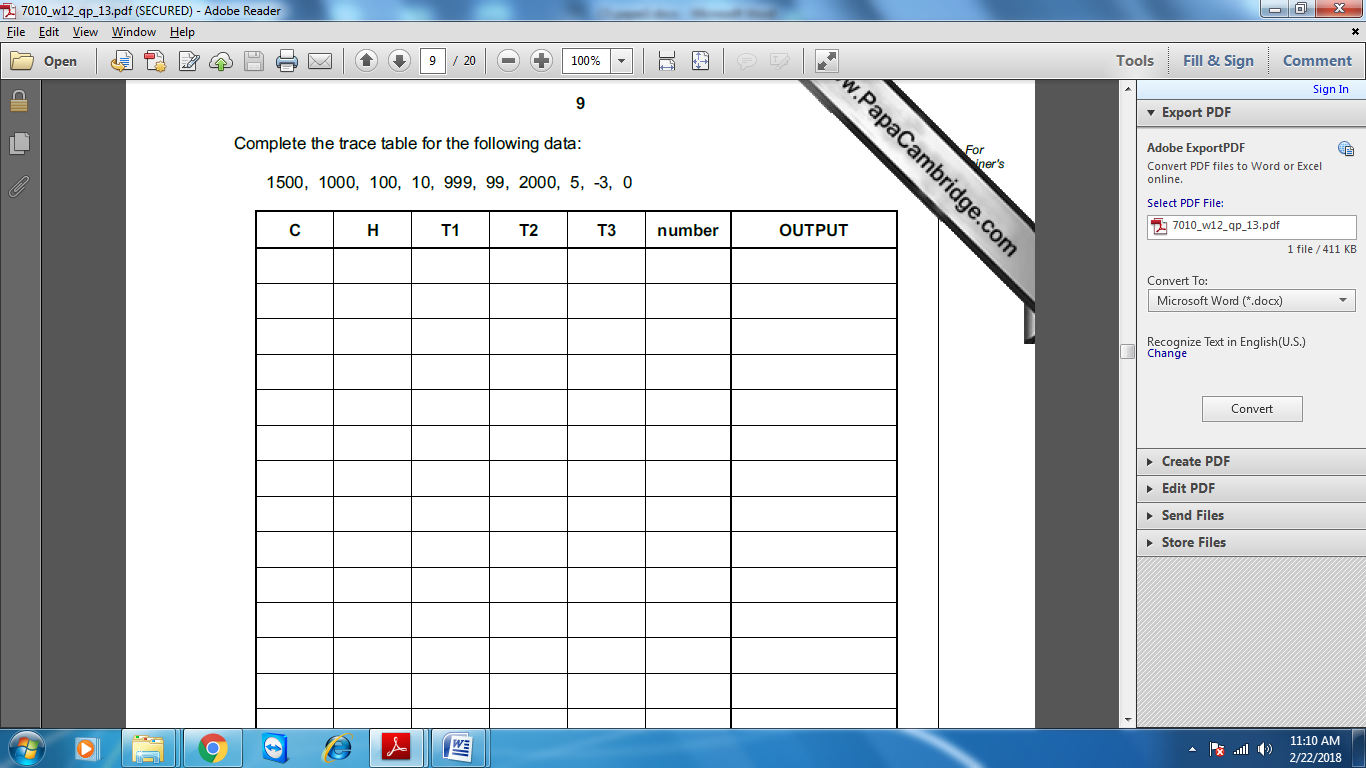 7010_w12_qp_13.pdf (SECURED) - Adobe Reader
File Edit View Window Help
Open 9 / 20 100% Tools Fill & Sign Comment
Sign In
9
Complete the trace table for the following data:
1500, 1000, 100, 10, 999, 99, 2000, 5, -3, 0
C H T1 T2 T3 number OUTPUT
For
iner's
w.PapaCambridge.com
Export PDF
Adobe ExportPDF
Convert PDF files to Word or Excel
online.
Select PDF File:
7010_w12_qp_13.pdf
1 file / 411 KB
Convert To:
Microsoft Word (*.docx)
Recognize Text in English(U.S.)
Change
Convert
Create PDF
Edit PDF
Send Files
Store Files
11:10 AM
2/22/2018